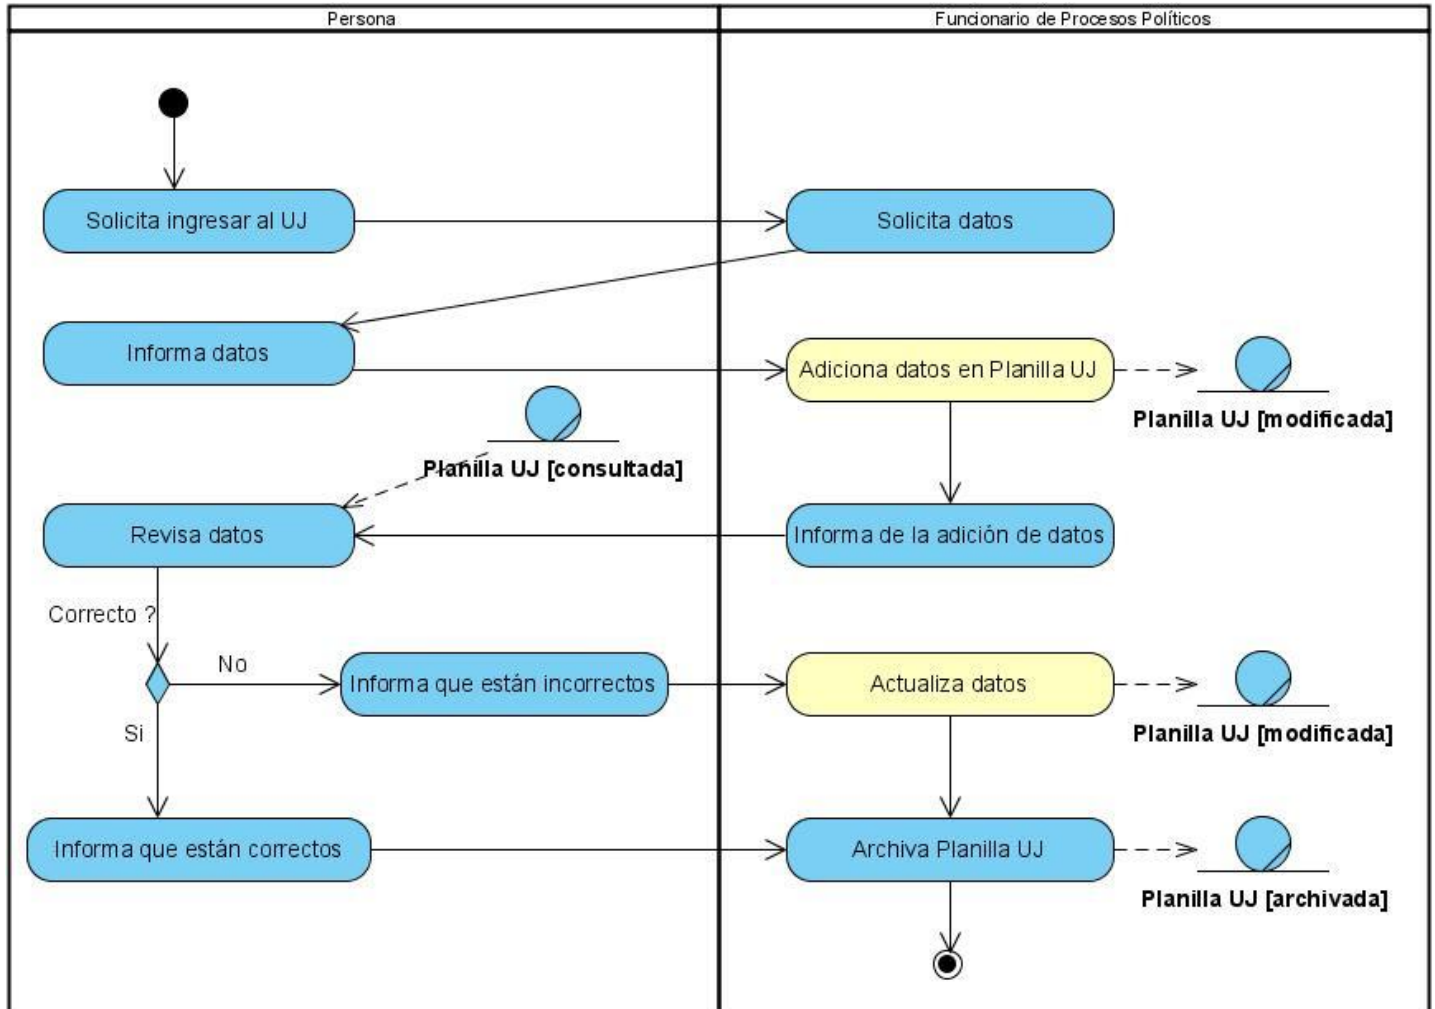 Persona
Funcionario de Procesos Políticos
Solicita ingresar al UJ
Solicita datos
Informa datos
Adiciona datos en Planilla UJ
Planilla UJ [modificada]
Planilla UJ [consultada]
Revisa datos
Informa de la adición de datos
Correcto ?
No
Informa que están incorrectos
Actualiza datos
Planilla UJ [modificada]
Si
Informa que están correctos
Archiva Planilla UJ
Planilla UJ [archivada]